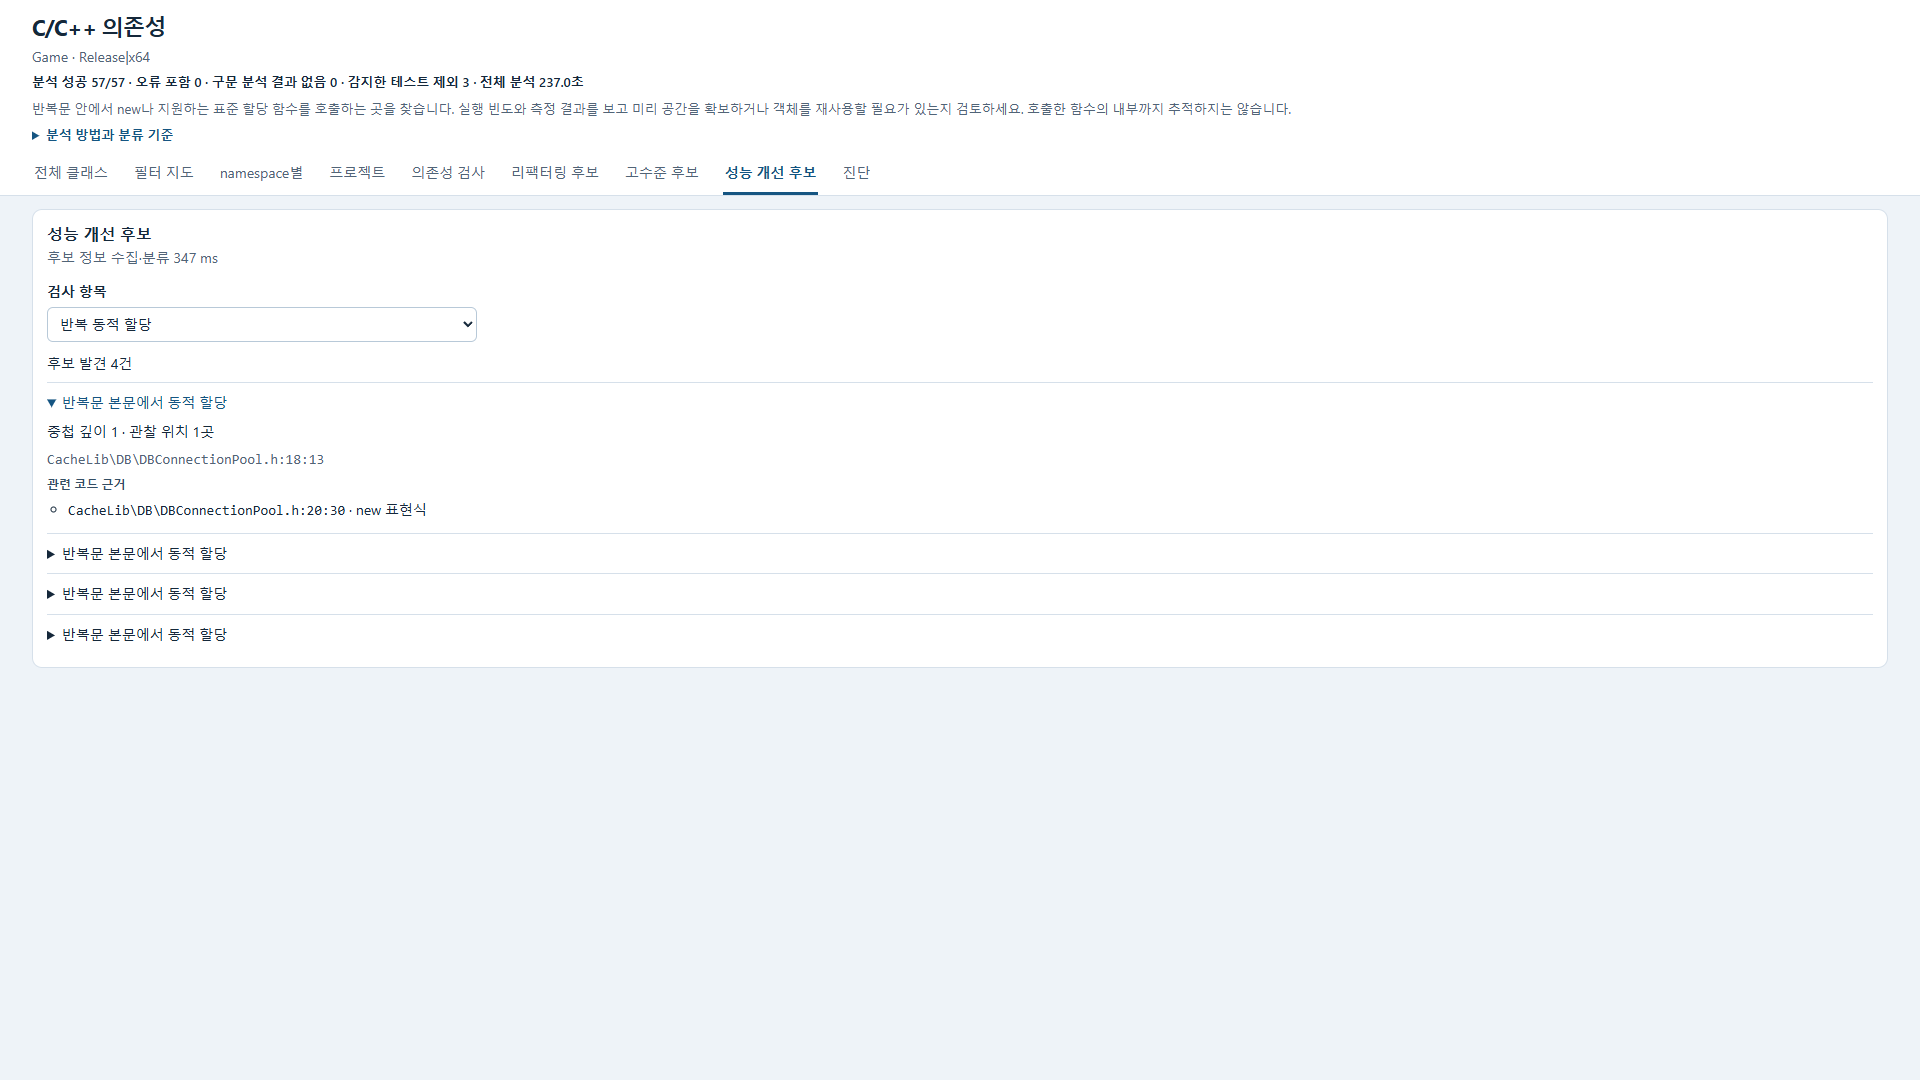 C/C++ 의존성
Game · Release|x64
분석 성공 57/57 · 오류 포함 0 · 구문 분석 결과 없음 0 · 감지한 테스트 제외 3 · 전체 분석 237.0초
반복문 안에서 new나 지원하는 표준 할당 함수를 호출하는 곳을 찾습니다. 실행 빈도와 측정 결과를 보고 미리 공간을 확보하거나 객체를 재사용할 필요가 있는지 검토하세요. 호출한 함수의 내부까지 추적하지는 않습니다.
분석 방법과 분류 기준
전체 클래스 필터 지도 namespace별 프로젝트 의존성 검사 리팩터링 후보 고수준 후보 성능 개선 후보 진단
성능 개선 후보
후보 정보 수집·분류 347 ms
검사 항목
반복 동적 할당
후보 발견 4건
반복문 본문에서 동적 할당
중첩 깊이 1 · 관찰 위치 1곳
CacheLib\DB\DBConnectionPool.h:18:13
관련 코드 근거
CacheLib\DB\DBConnectionPool.h:20:30 · new 표현식
반복문 본문에서 동적 할당
반복문 본문에서 동적 할당
반복문 본문에서 동적 할당